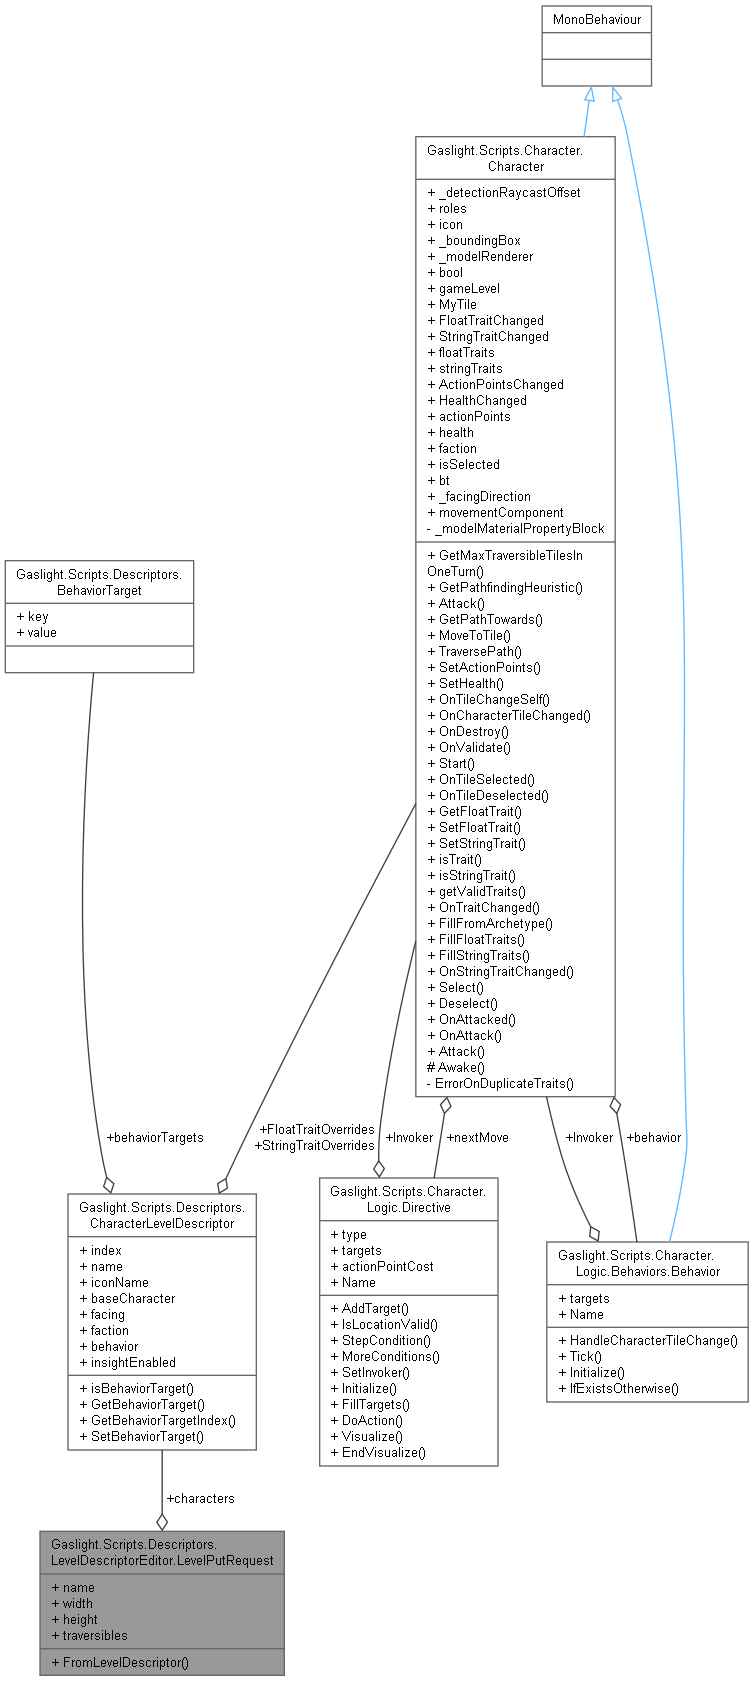 MonoBehaviour
Gaslight.Scripts.Character.
Character
+ _detectionRaycastOffset
+ roles
+ icon
+ _boundingBox
+ _modelRenderer
+ bool
+ gameLevel
+ MyTile
+ FloatTraitChanged
+ StringTraitChanged
+ floatTraits
+ stringTraits
+ ActionPointsChanged
+ HealthChanged
+ actionPoints
+ health
+ faction
+ isSelected
+ bt
+ _facingDirection
+ movementComponent
- _modelMaterialPropertyBlock
+ GetMaxTraversibleTilesIn
OneTurn()
+ GetPathfindingHeuristic()
+ Attack()
+ GetPathTowards()
+ MoveToTile()
+ TraversePath()
+ SetActionPoints()
+ SetHealth()
+ OnTileChangeSelf()
+ OnCharacterTileChanged()
+ OnDestroy()
+ OnValidate()
+ Start()
+ OnTileSelected()
+ OnTileDeselected()
+ GetFloatTrait()
+ SetFloatTrait()
+ SetStringTrait()
+ isTrait()
+ isStringTrait()
+ getValidTraits()
+ OnTraitChanged()
+ FillFromArchetype()
+ FillFloatTraits()
+ FillStringTraits()
+ OnStringTraitChanged()
+ Select()
+ Deselect()
+ OnAttacked()
+ OnAttack()
+ Attack()
# Awake()
- ErrorOnDuplicateTraits()
Gaslight.Scripts.Descriptors.
BehaviorTarget
+ key
+ value
+behaviorTargets
+FloatTraitOverrides
+StringTraitOverrides
+Invoker
+nextMove
+Invoker
+behavior
Gaslight.Scripts.Descriptors.
CharacterLevelDescriptor
+ index
+ name
+ iconName
+ baseCharacter
+ facing
+ faction
+ behavior
+ insightEnabled
+ isBehaviorTarget()
+ GetBehaviorTarget()
+ GetBehaviorTargetIndex()
+ SetBehaviorTarget()
Gaslight.Scripts.Character.
Logic.Directive
+ type
+ targets
+ actionPointCost
+ Name
+ AddTarget()
+ IsLocationValid()
+ StepCondition()
+ MoreConditions()
+ SetInvoker()
+ Initialize()
+ FillTargets()
+ DoAction()
+ Visualize()
+ EndVisualize()
Gaslight.Scripts.Character.
Logic.Behaviors.Behavior
+ targets
+ Name
+ HandleCharacterTileChange()
+ Tick()
+ Initialize()
+ IfExistsOtherwise()
+characters
Gaslight.Scripts.Descriptors.
LevelDescriptorEditor.LevelPutRequest
+ name
+ width
+ height
+ traversibles
+ FromLevelDescriptor()